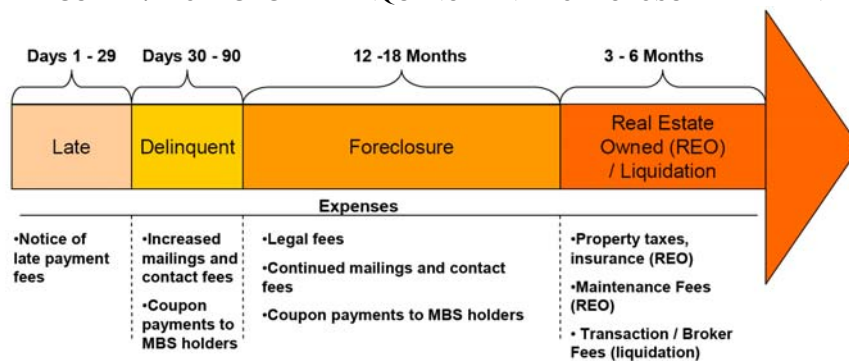 Days 1 - 29
Days 30 - 90
12 -18 Months
3 - 6 Months
Late
Delinquent
Foreclosure
Real Estate
Owned (REO)
/ Liquidation
Expenses
•Notice of
late payment
fees
•Increased
mailings and
contact fees
•Coupon
payments to
MBS holders
•Legal fees
•Continued mailings and contact
fees
•Coupon payments to MBS holders
•Property taxes,
insurance (REO)
•Maintenance Fees
(REO)
• Transaction / Broker
Fees (liquidation)